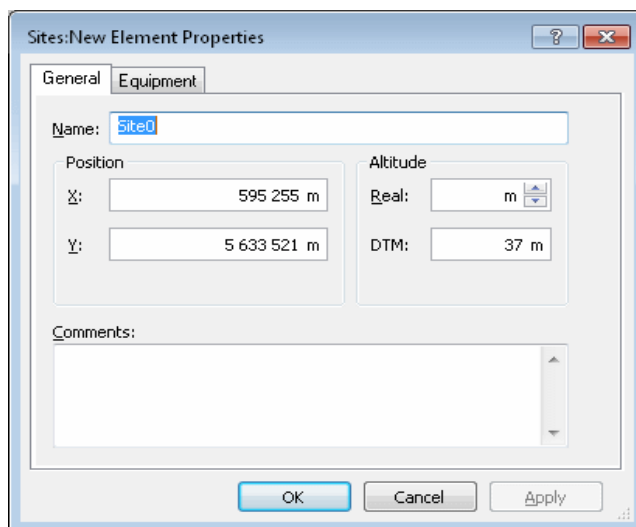 Sites:New Element Properties
General Equipment
Name: Site0
Position
X: 595 255 m
Y: 5 633 521 m
Altitude
Real: m
DTM: 37 m
Comments:
OK Cancel Apply